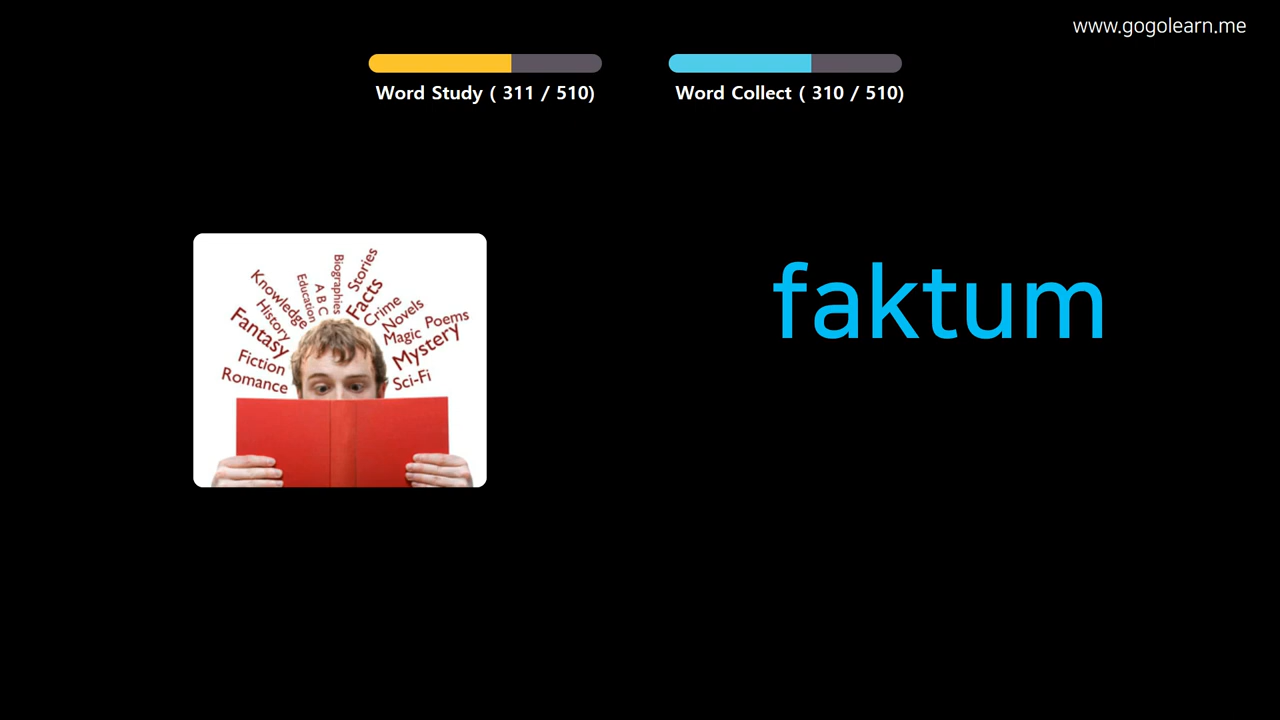 www.gogolearn.me
Word Study ( 311 / 510)
Word Collect ( 310 / 510)
faktum
Stories
Biographies
Facts
A B C
Education
Knowledge
Crime
History
Novels
Fantasy
Poems
Magic
Mystery
Fiction
Romance
Sci-Fi